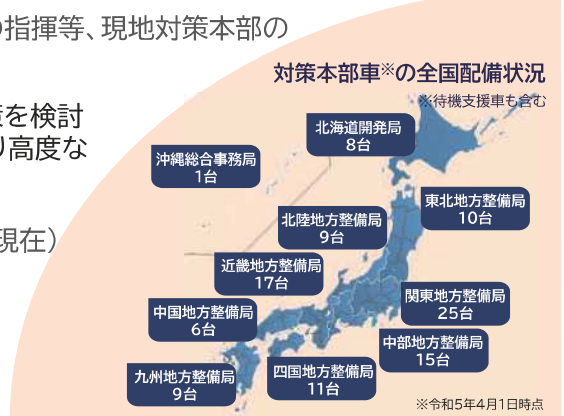 の指揮等、現地対策本部の
対策本部車※の全国配備状況
※待機支援車も含む
策を検討
り高度な
現在）
北海道開発局
8台
沖縄総合事務局
1台
東北地方整備局
10台
北陸地方整備局
9台
近畿地方整備局
17台
関東地方整備局
25台
中国地方整備局
6台
中部地方整備局
15台
四国地方整備局
11台
九州地方整備局
9台
※令和5年4月1日時点